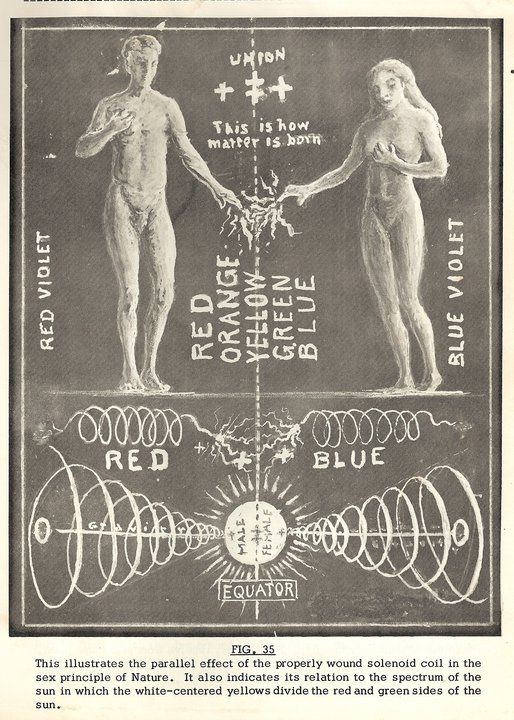 UNION
+ ‡ +
This is how
matter is born
RED VIOLET
BLUE VIOLET
RED
ORANGE
YELLOW
GREEN
BLUE
+
+
+
RED
BLUE
Gravity
MALE
FEMALE
EQUATOR
FIG. 35
This illustrates the parallel effect of the properly wound solenoid coil in the
sex principle of Nature. It also indicates its relation to the spectrum of the
sun in which the white-centered yellows divide the red and green sides of the
sun.